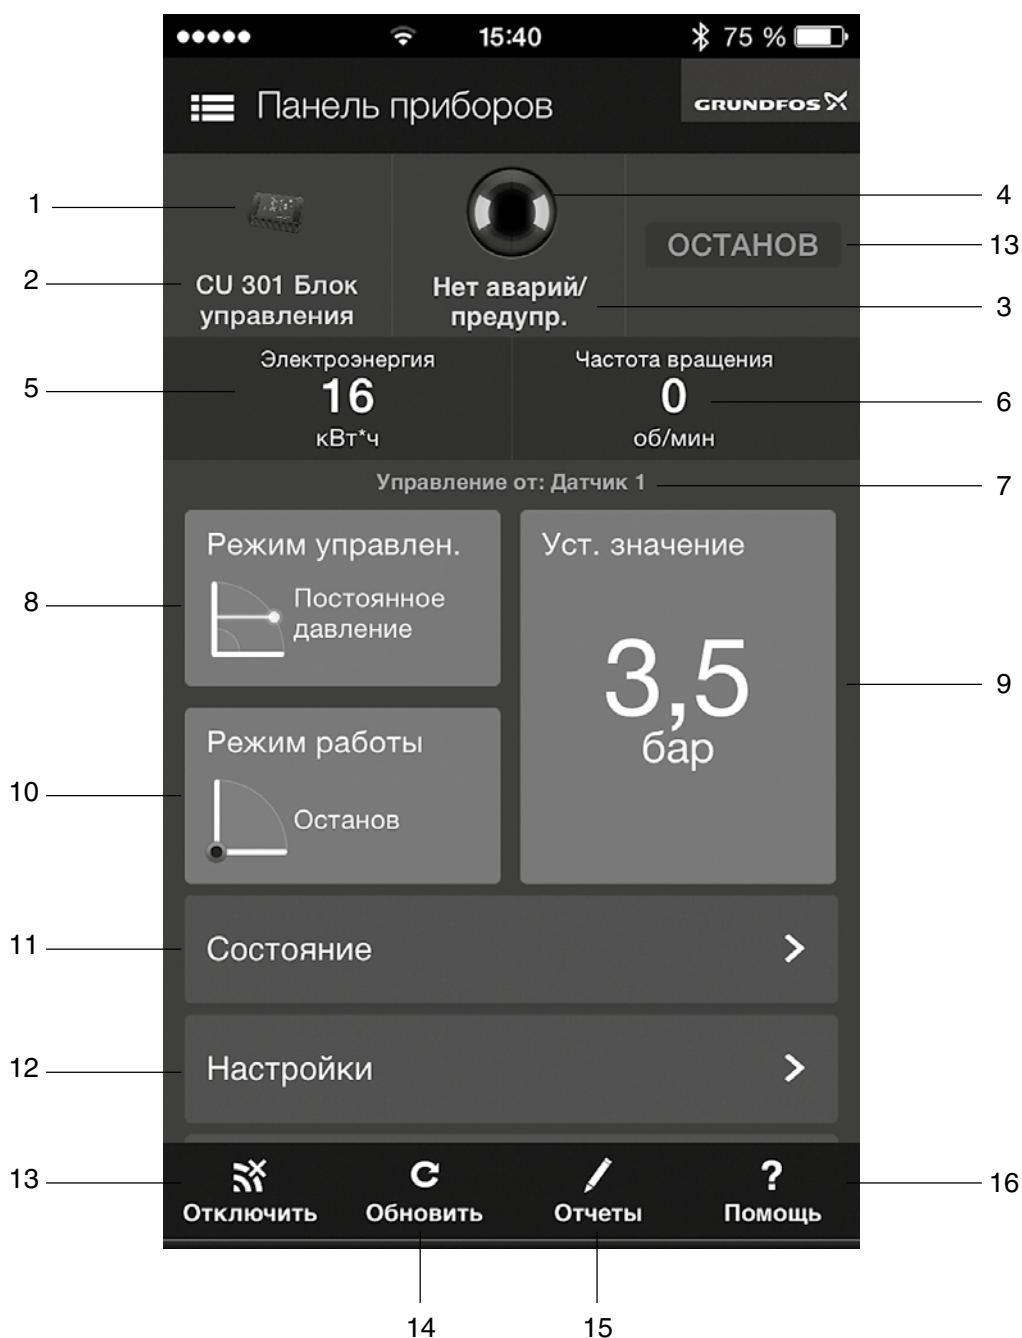 15:40
75 %
Панель приборов
GRUNDFOS
1
4
ОСТАНОВ
13
2
CU 301 Блок
управления
Нет аварий/
предупр.
3
Электроэнергия
16
кВт*ч
5
Частота вращения
0
об/мин
6
Управление от: Датчик 1
7
Режим управлен.
Постоянное
давление
8
Уст. значение
3,5
бар
9
Режим работы
Останов
10
11
Состояние
12
Настройки
13
Отключить
Обновить
Отчеты
Помощь
16
14
15